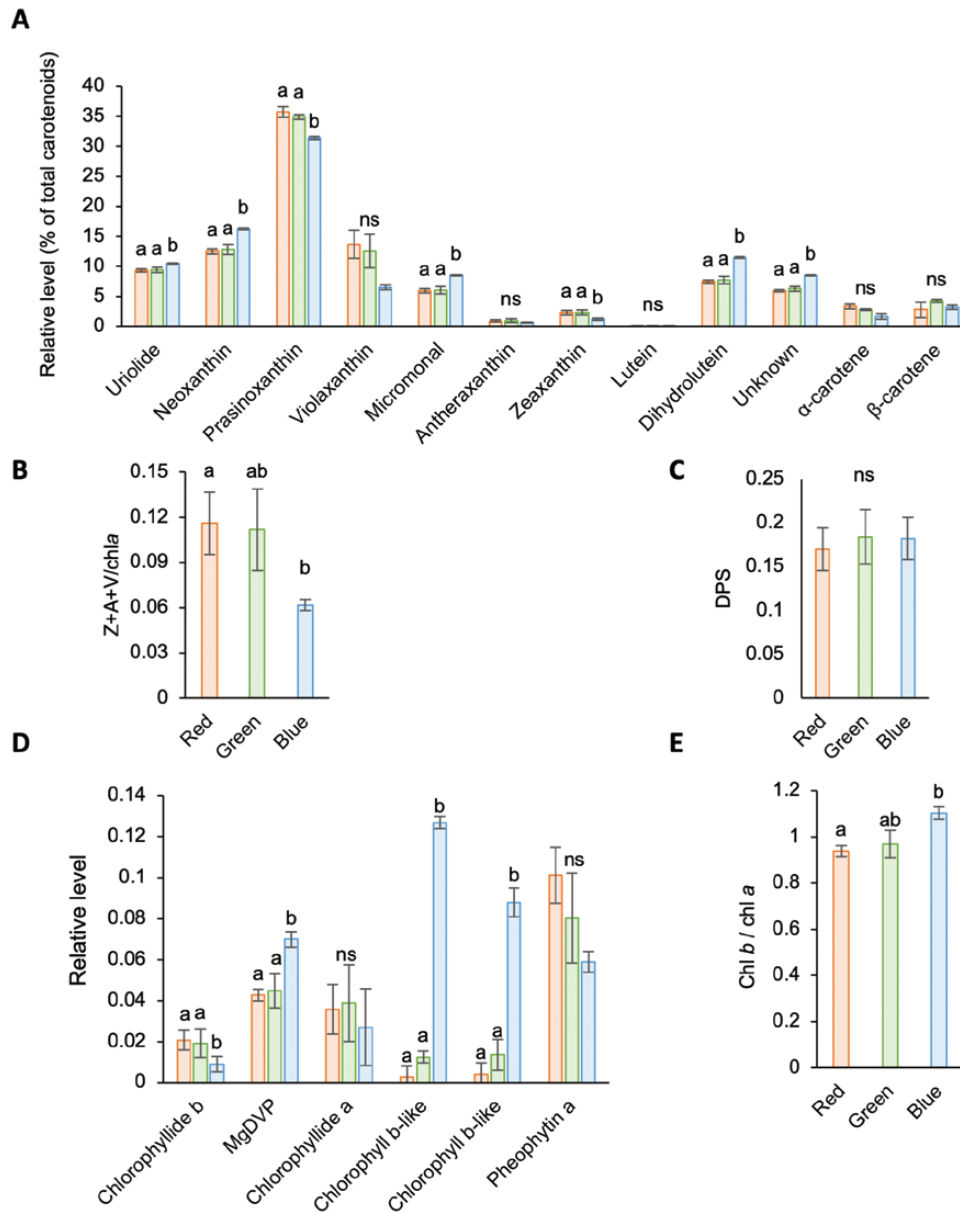 A
Relative level (% of total carotenoids)
40
35
30
25
20
15
10
5
0
a a b
a a b
a a b
ns
a a b
ns
a a b
ns
a a b
a a b
ns
ns
Uriolide
Neoxanthin
Prasinoxanthin
Violaxanthin
Micromonal
Antheraxanthin
Zeaxanthin
Lutein
Dihydrolutein
Unknown
α-carotene
β-carotene
B
Z+A+V/chla
0.15
0.12
0.09
0.06
0.03
0
a ab b
Red
Green
Blue
C
DPS
0.25
0.2
0.15
0.1
0.05
0
ns
Red
Green
Blue
D
Relative level
0.14
0.12
0.1
0.08
0.06
0.04
0.02
0
a a b
a a b
ns
a a b
a a b
ns
Chlorophyllide b
MgDVP
Chlorophyllide a
Chlorophyll b-like
Chlorophyll b-like
Pheophytin a
E
Chl b / chl a
1.2
1
0.8
0.6
0.4
0.2
0
a ab b
Red
Green
Blue